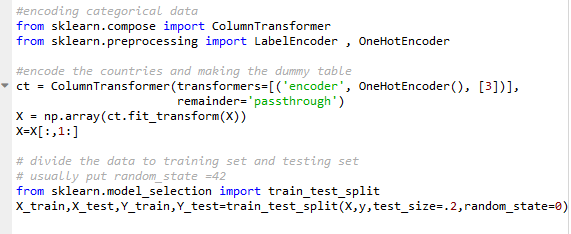 #encoding categorical data
from sklearn.compose import ColumnTransformer
from sklearn.preprocessing import LabelEncoder , OneHotEncoder
#encode the countries and making the dummy table
ct = ColumnTransformer(transformers=[('encoder', OneHotEncoder(), [3])],
remainder='passthrough')
X = np.array(ct.fit_transform(X))
X=X[:,1:]
# divide the data to training set and testing set
# usually put random_state =42
from sklearn.model_selection import train_test_split
X_train,X_test,Y_train,Y_test=train_test_split(X,y,test_size=.2,random_state=0)